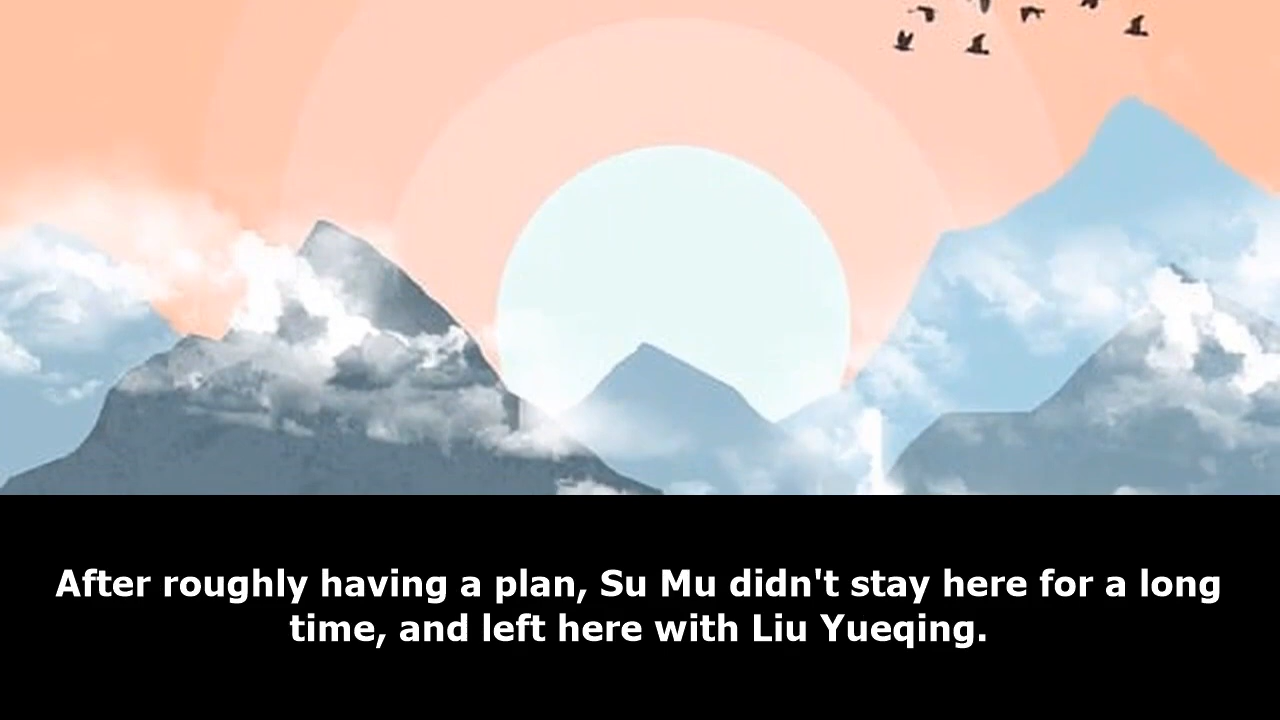 After roughly having a plan, Su Mu didn't stay here for a long
time, and left here with Liu Yueqing.